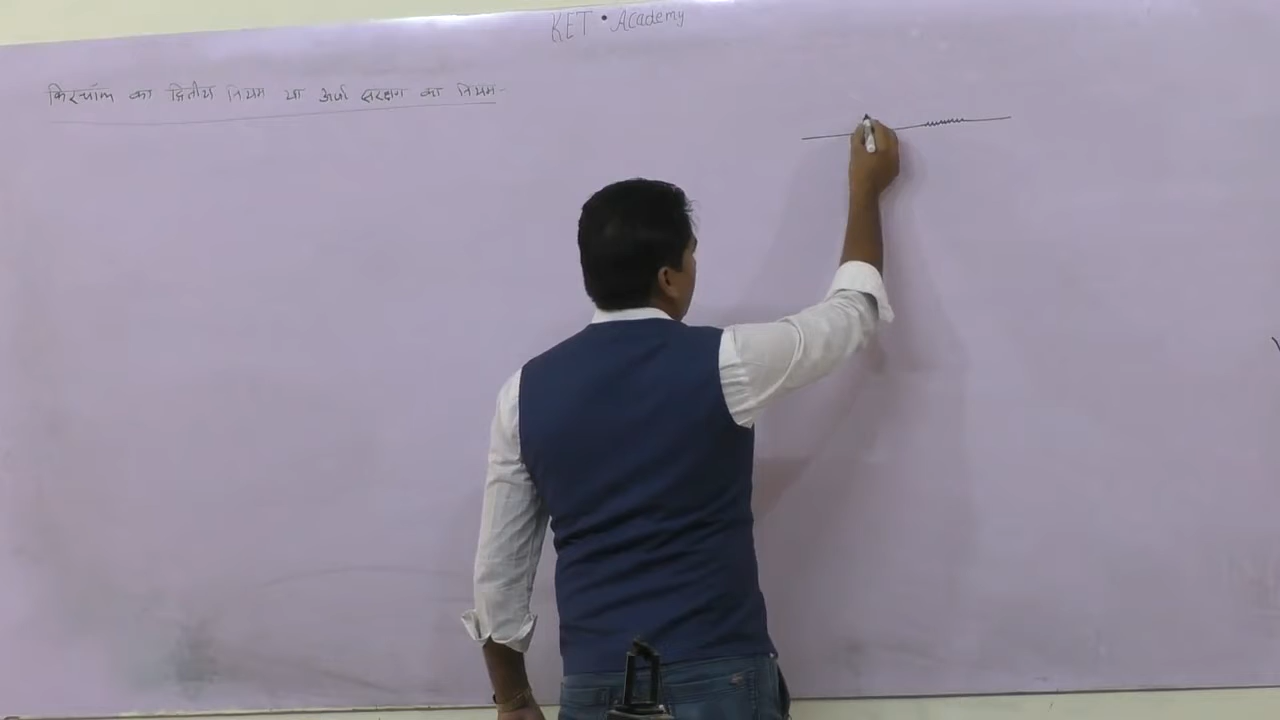 KET • Academy
किरचॉफ का द्वितीय नियम या ऊर्जा संरक्षण का नियम-